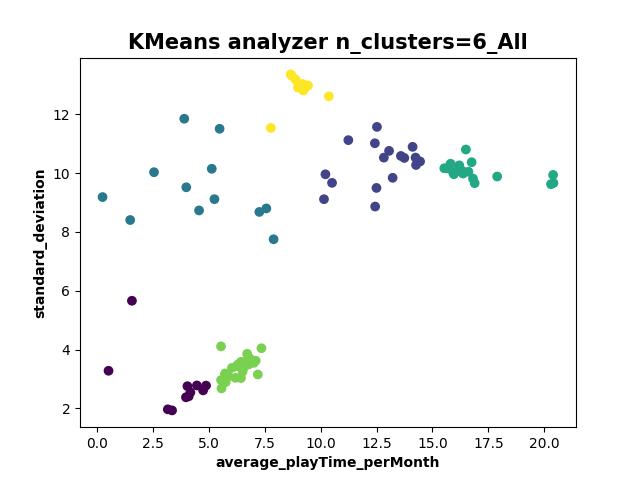 KMeans analyzer n_clusters=6_All
standard_deviation
12
10
8
6
4
2
0.0 2.5 5.0 7.5 10.0 12.5 15.0 17.5 20.0
average_playTime_perMonth